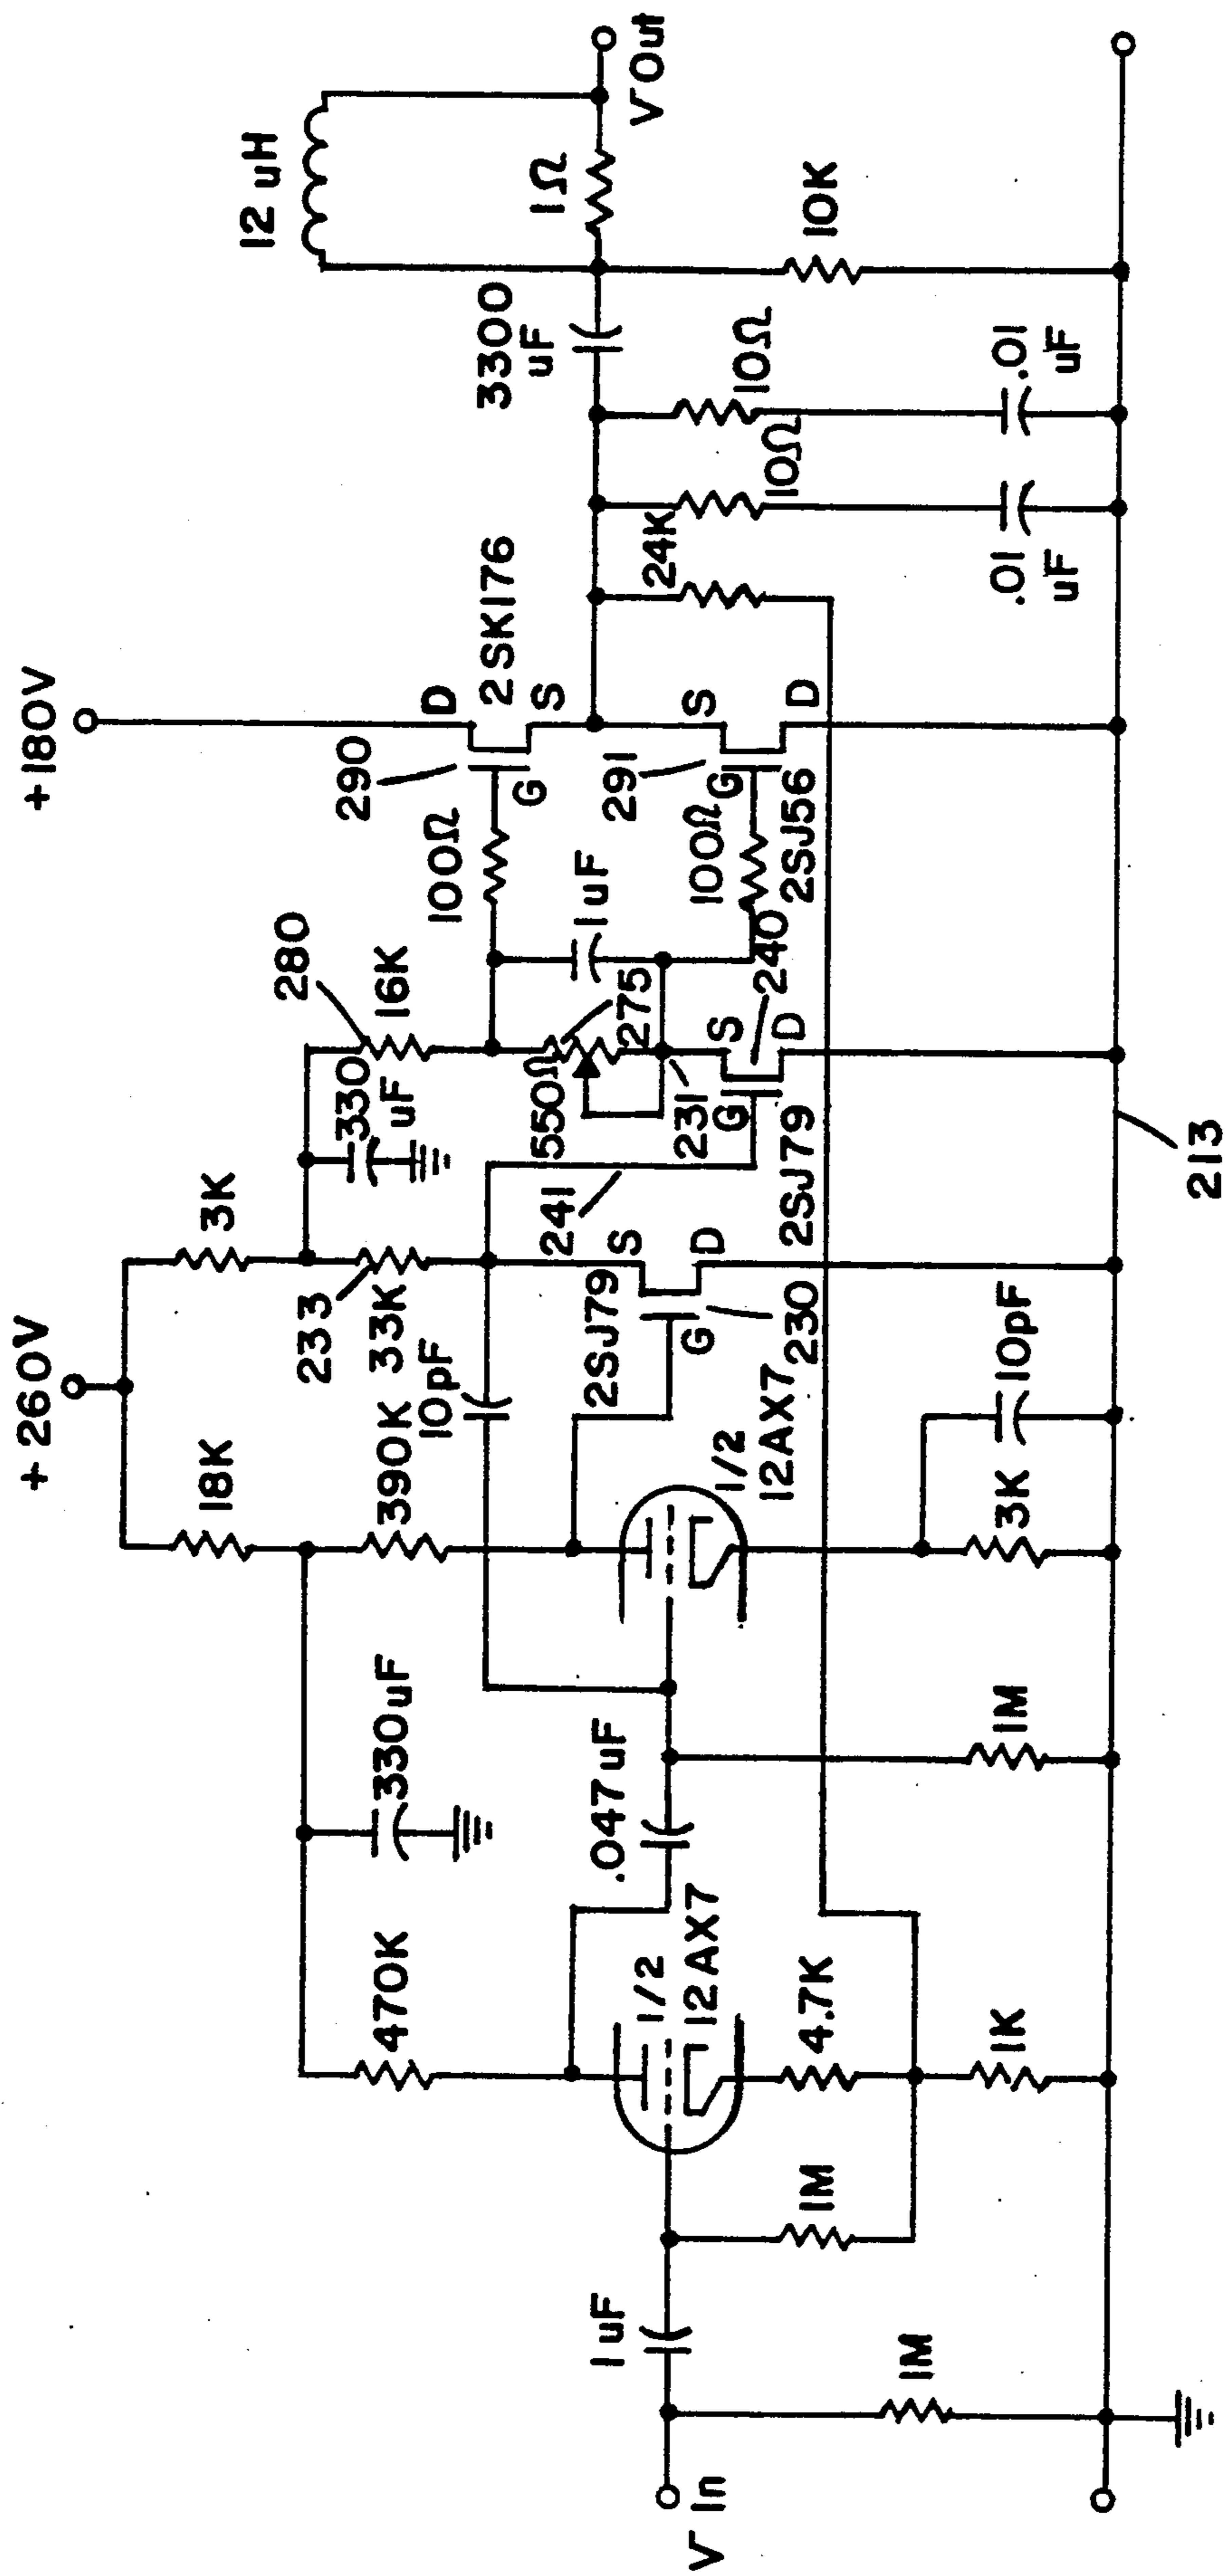 +260V
+180V
18K
3K
280
290
12 uH
470K
330uF
390K
233
33K
330
uF
16K
100Ω
D
2SK176
S
G
3300
uF
1Ω
V Out
10pF
.047uF
1/2
12AX7
1/2
12AX7
2SJ79
S
G
D
230
241
550Ω
275
231
1uF
S
G
D
240
2SJ79
100Ω
291
S
G
D
2SJ56
24K
10Ω
10Ω
10K
1uF
V In
1M
1M
4.7K
1K
1M
3K
10pF
.01
uF
.01
uF
213